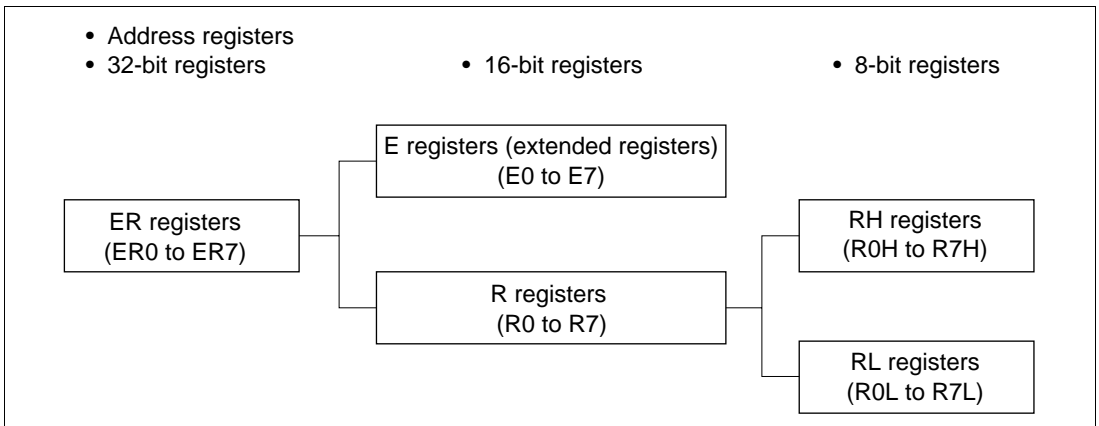 • Address registers
• 32-bit registers
• 16-bit registers
• 8-bit registers
E registers (extended registers)
(E0 to E7)
ER registers
(ER0 to ER7)
RH registers
(R0H to R7H)
R registers
(R0 to R7)
RL registers
(R0L to R7L)